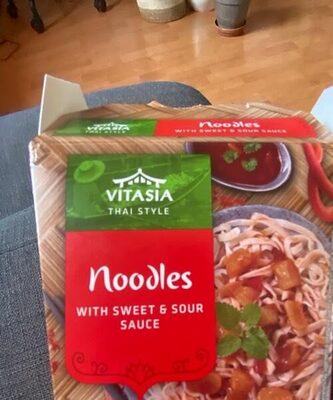 VITASIA
THAI STYLE
Noodles
WITH SWEET & SOUR SAUCE
VITASIA
THAI STYLE
Noodles
WITH SWEET & SOUR
SAUCE